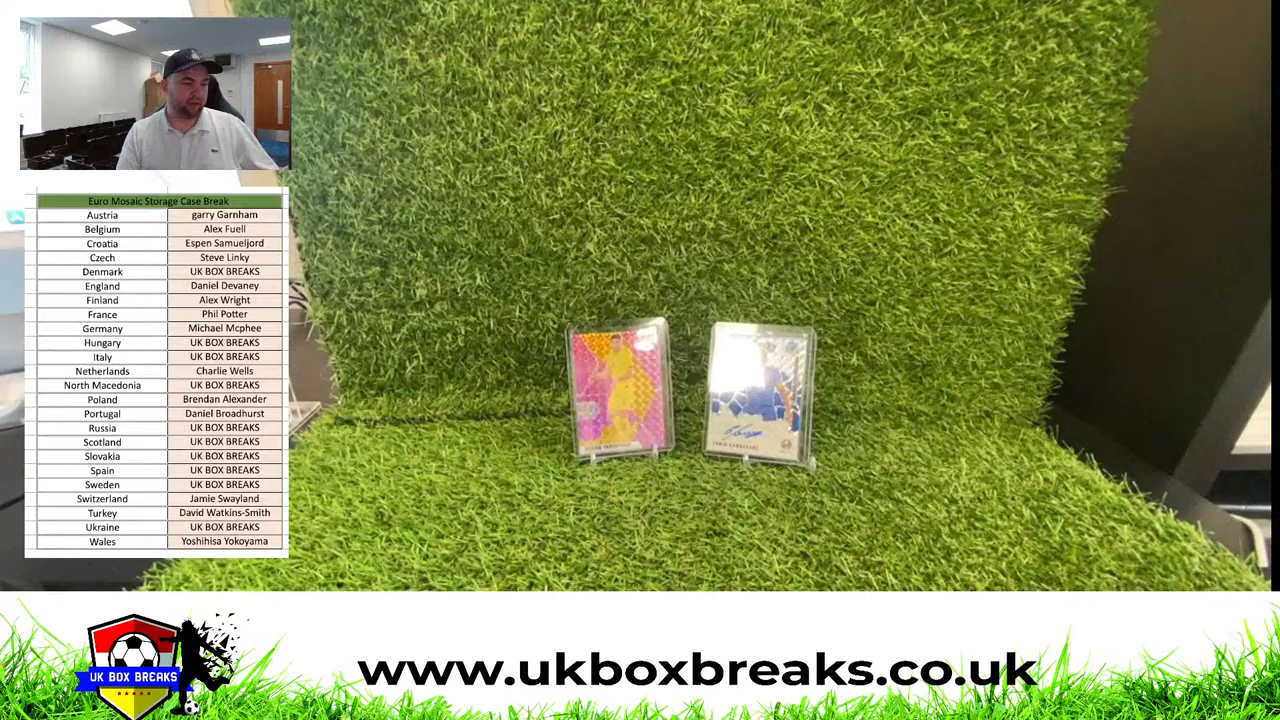 Euro Mosaic Storage Case Break
Austria garry Garnham
Belgium Alex Fuell
Croatia Espen Samueljord
Czech Steve Linky
Denmark UK BOX BREAKS
England Daniel Devaney
Finland Alex Wright
France Phil Potter
Germany Michael Mcphee
Hungary UK BOX BREAKS
Italy UK BOX BREAKS
Netherlands Charlie Wells
North Macedonia UK BOX BREAKS
Poland Brendan Alexander
Portugal Daniel Broadhurst
Russia UK BOX BREAKS
Scotland UK BOX BREAKS
Slovakia UK BOX BREAKS
Spain UK BOX BREAKS
Sweden UK BOX BREAKS
Switzerland Jamie Swayland
Turkey David Watkins-Smith
Ukraine UK BOX BREAKS
Wales Yoshihisa Yokoyama
UK BOX BREAKS
www.ukboxbreaks.co.uk